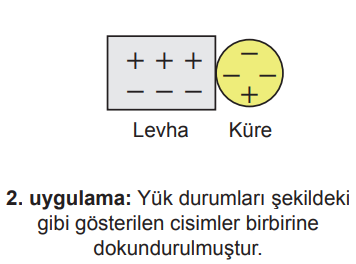 + + +
− − −
−
− −
+
Levha Küre
2. uygulama: Yük durumları şekildeki
gibi gösterilen cisimler birbirine
dokundurulmuştur.